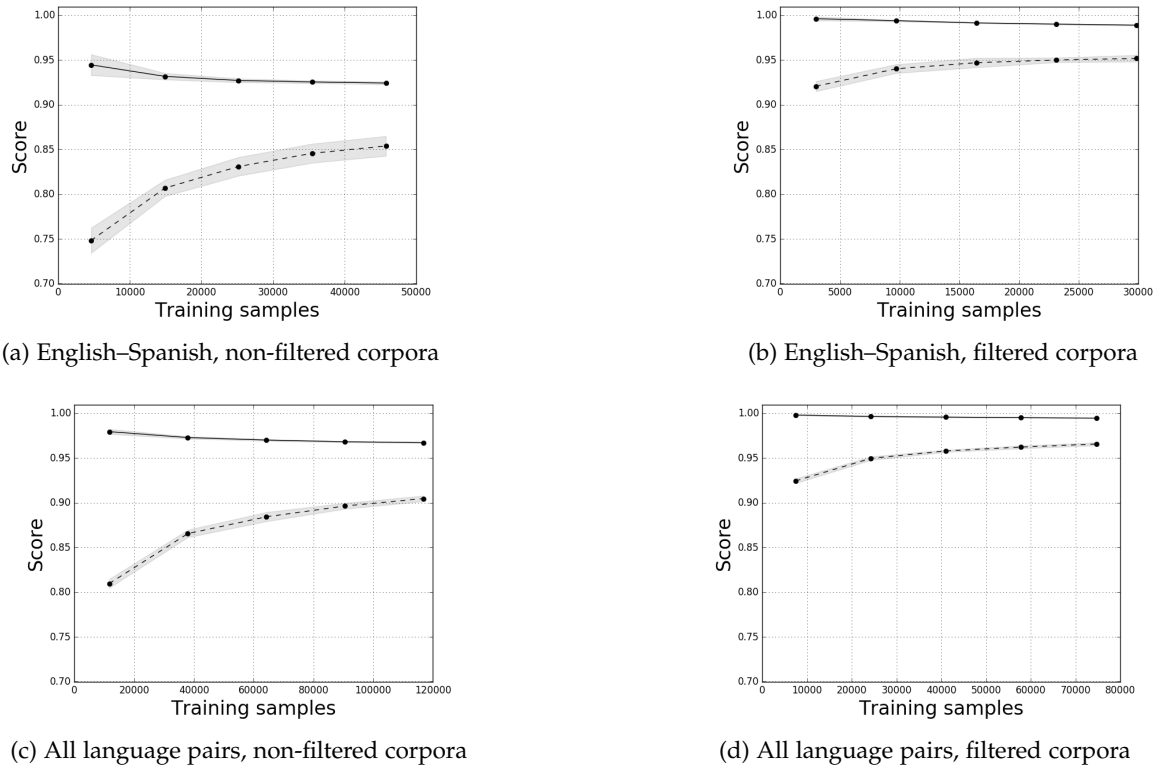 1.00
0.95
0.90
0.85
0.80
0.75
0.70
Score
0 10000 20000 30000 40000 50000
Training samples
(a) English–Spanish, non-filtered corpora
1.00
0.95
0.90
0.85
0.80
0.75
0.70
Score
0 5000 10000 15000 20000 25000 30000
Training samples
(b) English–Spanish, filtered corpora
1.00
0.95
0.90
0.85
0.80
0.75
0.70
Score
0 20000 40000 60000 80000 100000 120000
Training samples
(c) All language pairs, non-filtered corpora
1.00
0.95
0.90
0.85
0.80
0.75
0.70
Score
0 10000 20000 30000 40000 50000 60000 70000 80000
Training samples
(d) All language pairs, filtered corpora